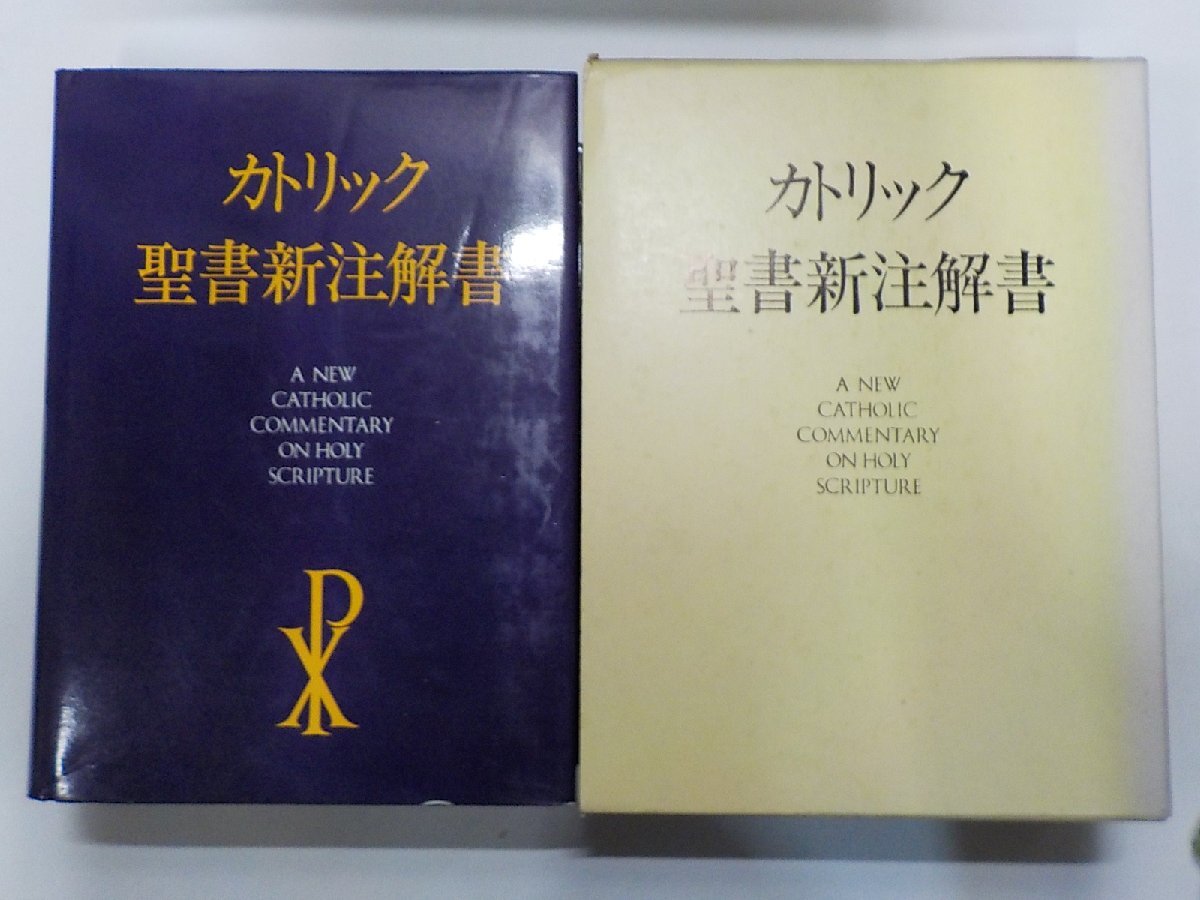 カトリック
聖書新注解書
A NEW
CATHOLIC
COMMENTARY
ON HOLY
SCRIPTURE
カトリック
聖書新注解書
A NEW
CATHOLIC
COMMENTARY
ON HOLY
SCRIPTURE